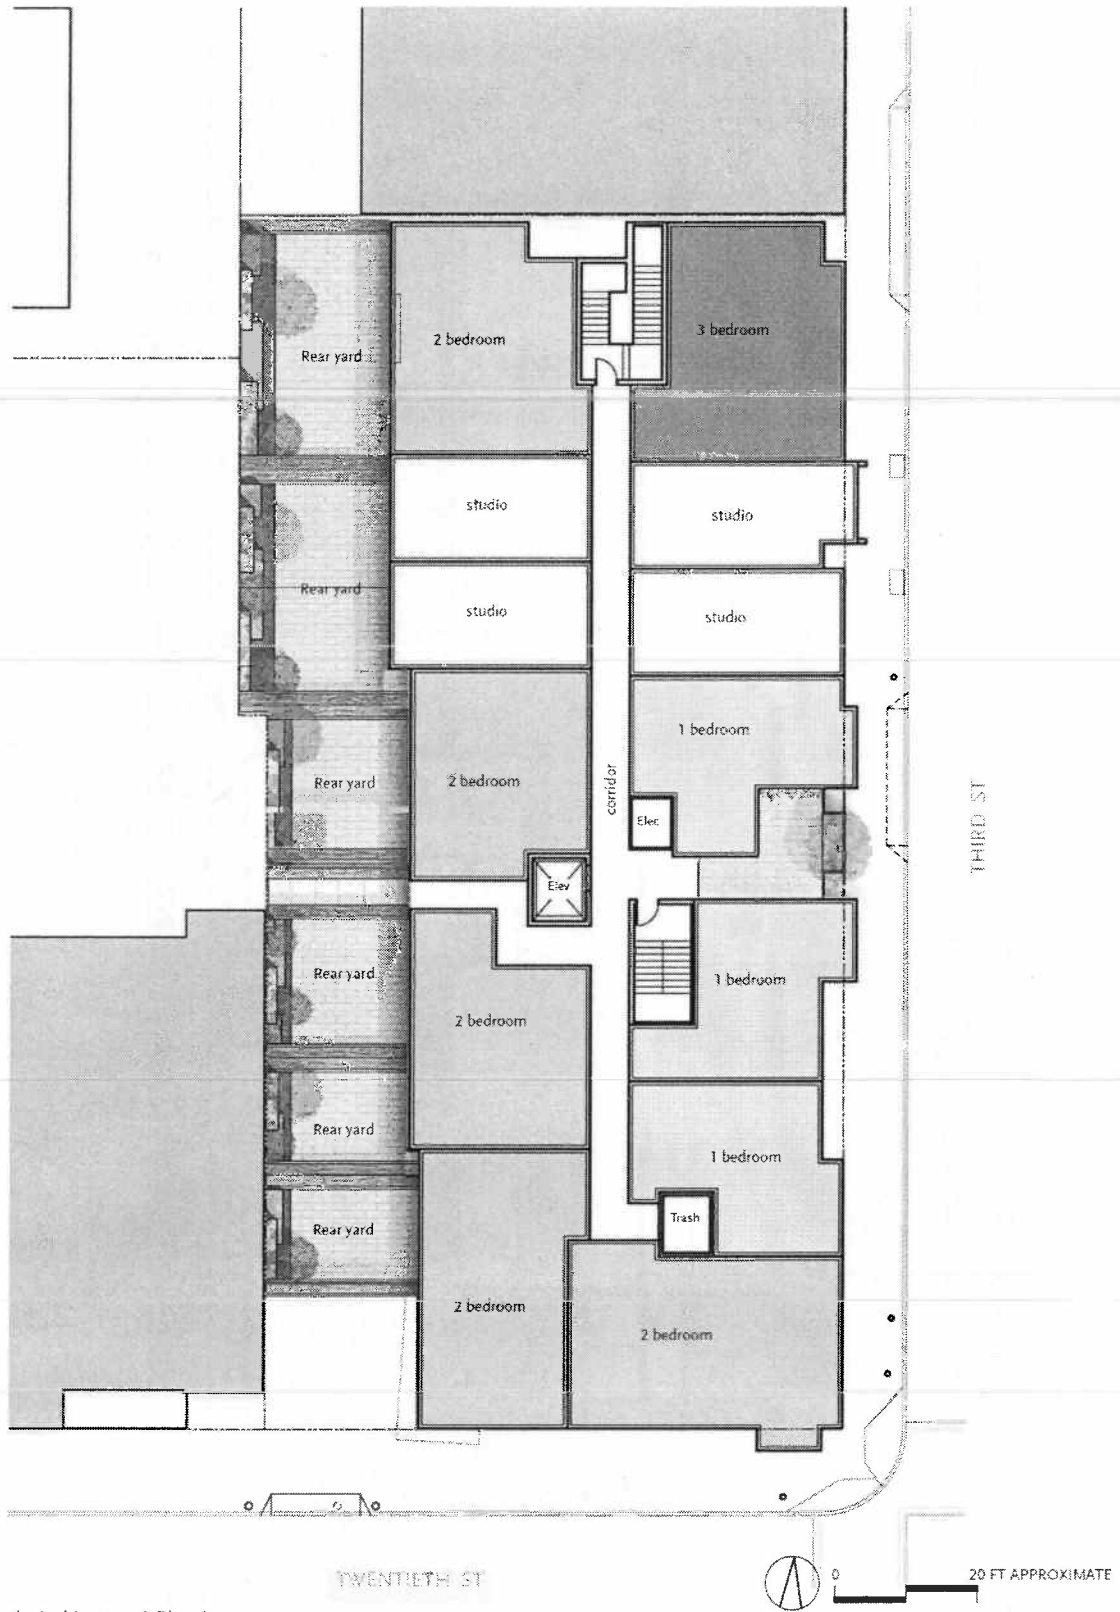 2 bedroom
3 bedroom
Rear yard
studio
studio
Rear yard
studio
studio
1 bedroom
2 bedroom
Rear yard
corridor
THIRD ST
Elec
Elev
Rear yard
1 bedroom
2 bedroom
Rear yard
1 bedroom
Trash
Rear yard
2 bedroom
2 bedroom
TWENTIETH ST
0
20 FT APPROXIMATE